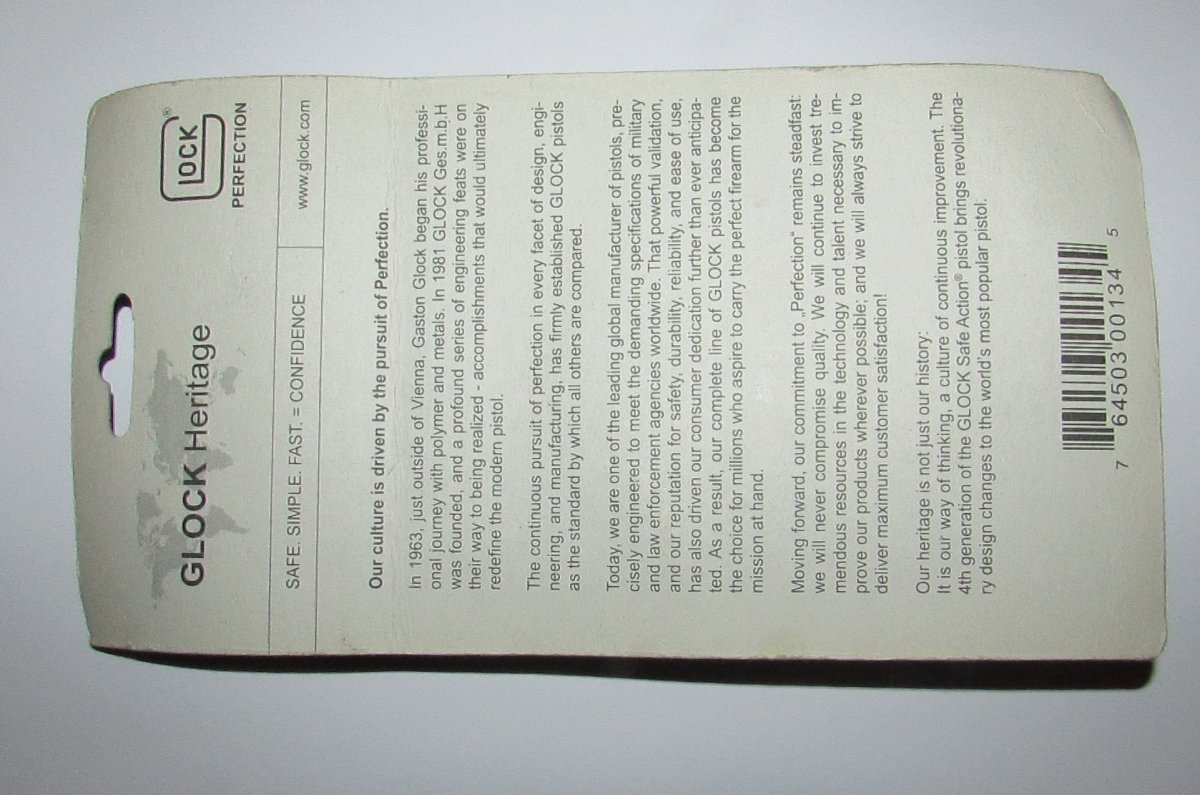 GLOCK Heritage
GLOCK®
PERFECTION
SAFE. SIMPLE. FAST. = CONFIDENCE
www.glock.com
Our culture is driven by the pursuit of Perfection.
In 1963, just outside of Vienna, Gaston Glock began his professi-
onal journey with polymer and metals. In 1981 GLOCK Ges.m.b.H
was founded, and a profound series of engineering feats were on
their way to being realized - accomplishments that would ultimately
redefine the modern pistol.
The continuous pursuit of perfection in every facet of design, engi-
neering, and manufacturing, has firmly established GLOCK pistols
as the standard by which all others are compared.
Today, we are one of the leading global manufacturer of pistols, pre-
cisely engineered to meet the demanding specifications of military
and law enforcement agencies worldwide. That powerful validation,
and our reputation for safety, durability, reliability, and ease of use,
has also driven our consumer dedication further than ever anticipa-
ted. As a result, our complete line of GLOCK pistols has become
the choice for millions who aspire to carry the perfect firearm for the
mission at hand.
Moving forward, our commitment to „Perfection“ remains steadfast:
we will never compromise quality. We will continue to invest tre-
mendous resources in the technology and talent necessary to im-
prove our products wherever possible; and we will always strive to
deliver maximum customer satisfaction!
Our heritage is not just our history:
It is our way of thinking, a culture of continuous improvement. The
4th generation of the GLOCK Safe Action® pistol brings revolutiona-
ry design changes to the world's most popular pistol.
7 64503 00134 5